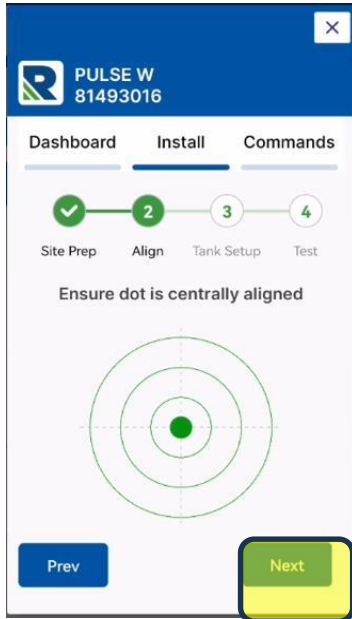 PULSE W
81493016
Dashboard Install Commands
2 3 4
Site Prep Align Tank Setup Test
Ensure dot is centrally aligned
Prev Next